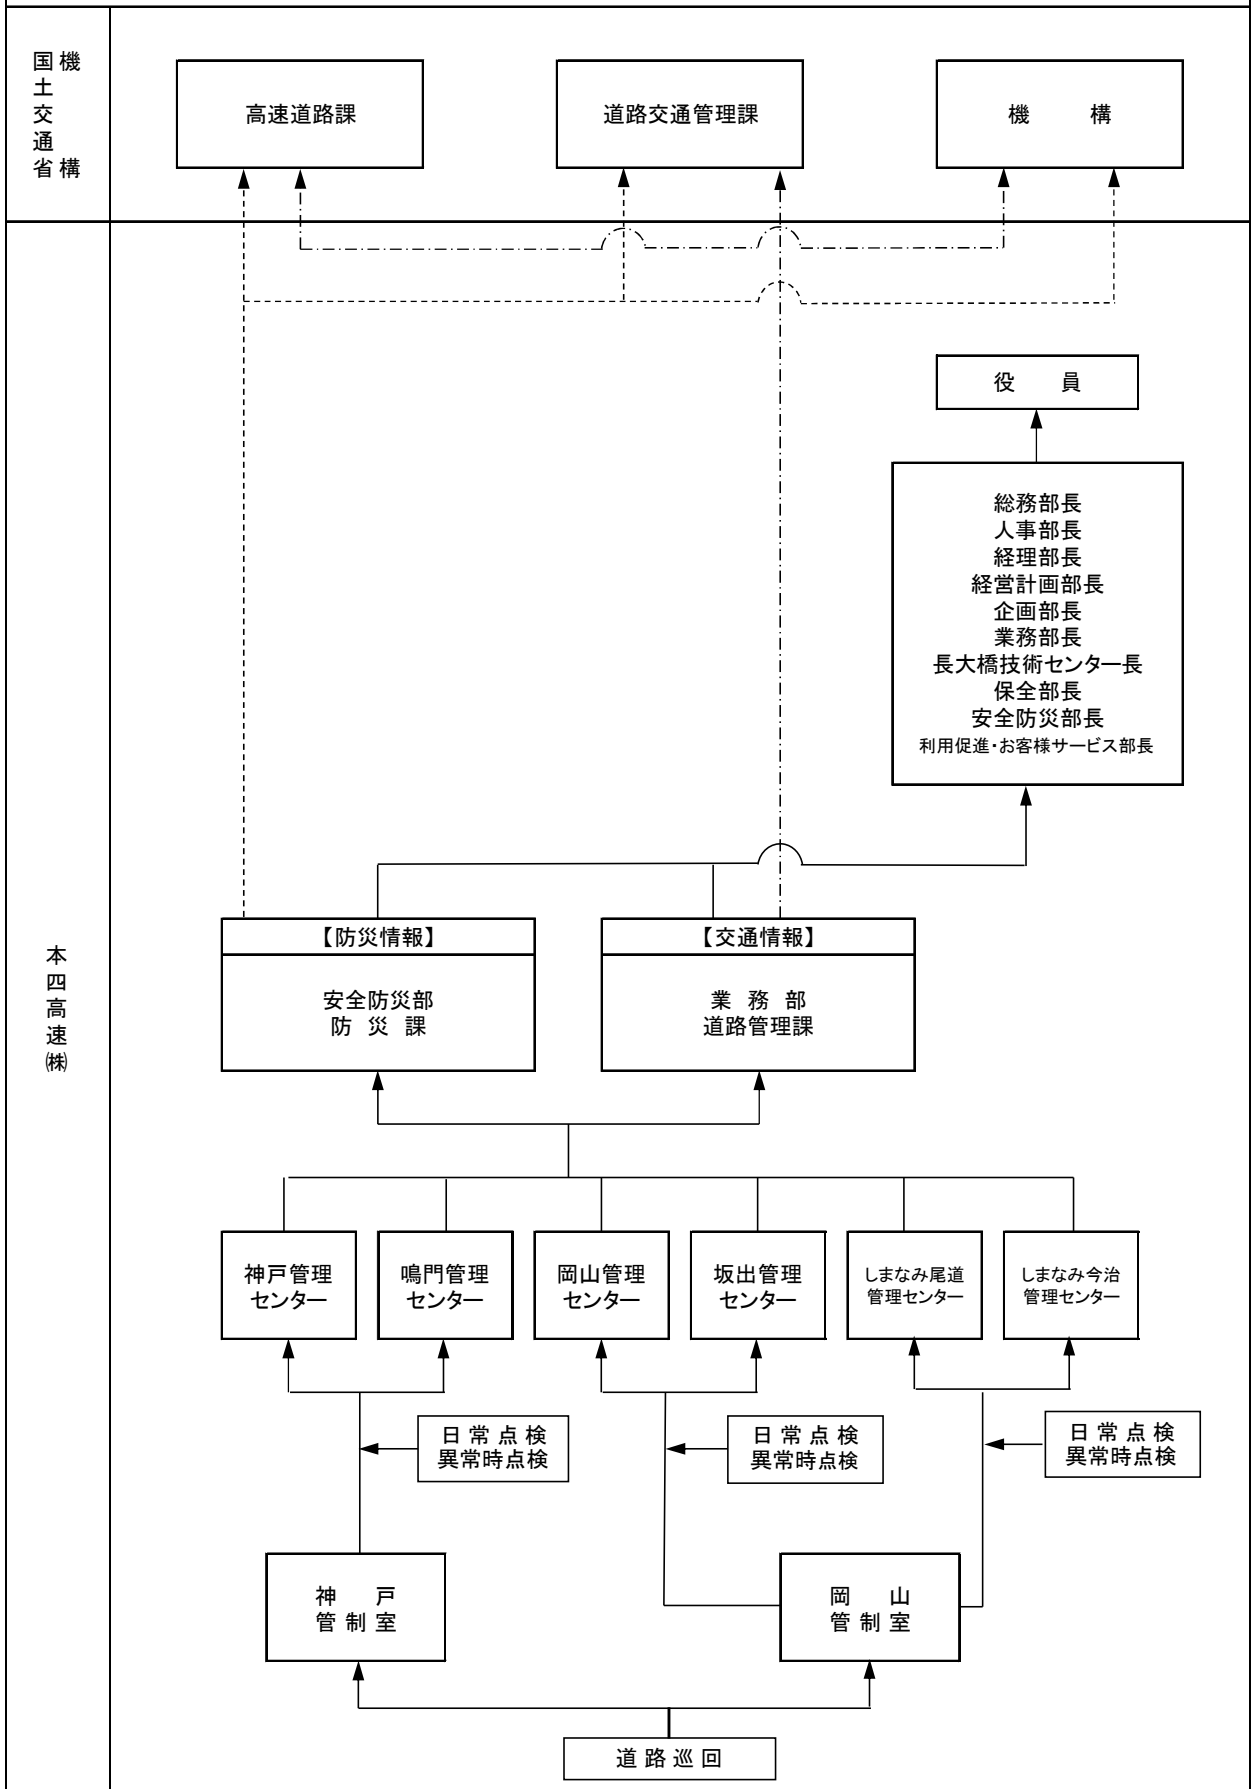 国土交通省
機構
高速道路課
道路交通管理課
機　構
役　員
総務部長
人事部長
経理部長
経営計画部長
企画部長
業務部長
長大橋技術センター長
保全部長
安全防災部長
利用促進・お客様サービス部長
本四高速㈱
【防災情報】
安全防災部
防 災 課
【交通情報】
業 務 部
道路管理課
神戸管理
センター
鳴門管理
センター
岡山管理
センター
坂出管理
センター
しまなみ尾道
管理センター
しまなみ今治
管理センター
日 常 点 検
異常時点検
日 常 点 検
異常時点検
日 常 点 検
異常時点検
神　戸
管 制 室
岡　山
管 制 室
道 路 巡 回